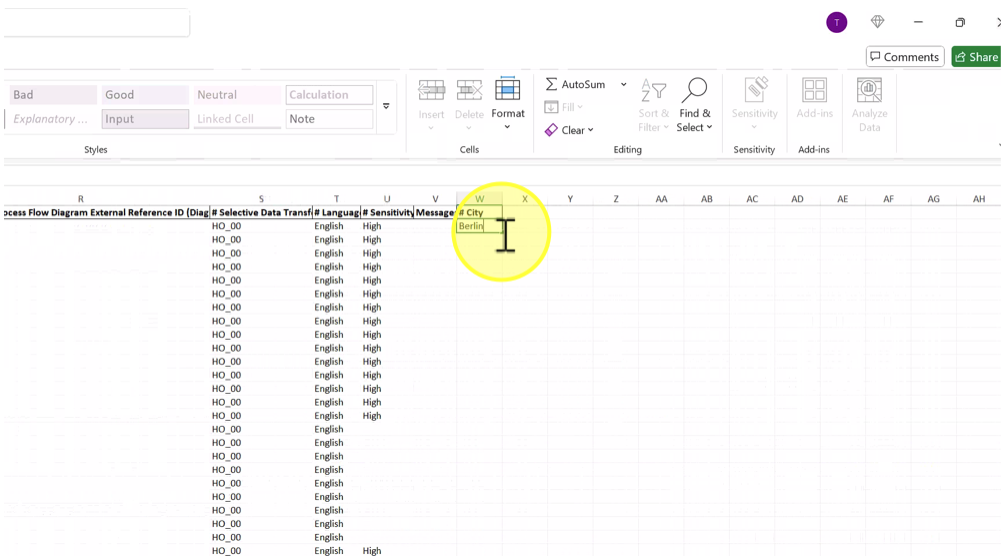 T
Comments
Share
Bad Good Neutral Calculation
Explanatory ... Input Linked Cell Note
Insert Delete Format
AutoSum
Fill
Clear
Sort & Filter
Find & Select
Sensitivity
Add-ins
Analyze Data
Styles Cells Editing Sensitivity Add-ins
R S T U V W X Y Z AA AB AC AD AE AF AG AH
ocess Flow Diagram External Reference ID (Diag # Selective Data Transf # Languag # Sensitivity Message # City
HO_00 English High Berlin
HO_00 English High
HO_00 English High
HO_00 English High
HO_00 English High
HO_00 English High
HO_00 English High
HO_00 English High
HO_00 English High
HO_00 English High
HO_00 English High
HO_00 English High
HO_00 English High
HO_00 English High
HO_00 English High
HO_00 English
HO_00 English
HO_00 English
HO_00 English
HO_00 English
HO_00 English
HO_00 English
HO_00 English
HO_00 English
HO_00 English High